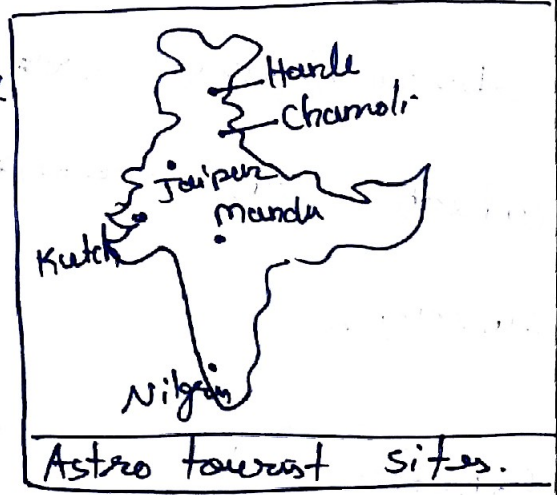 Hanle
Chamoli
Jaipur
Mandu
Kutch
Nilgiri
Astro tourist sites.